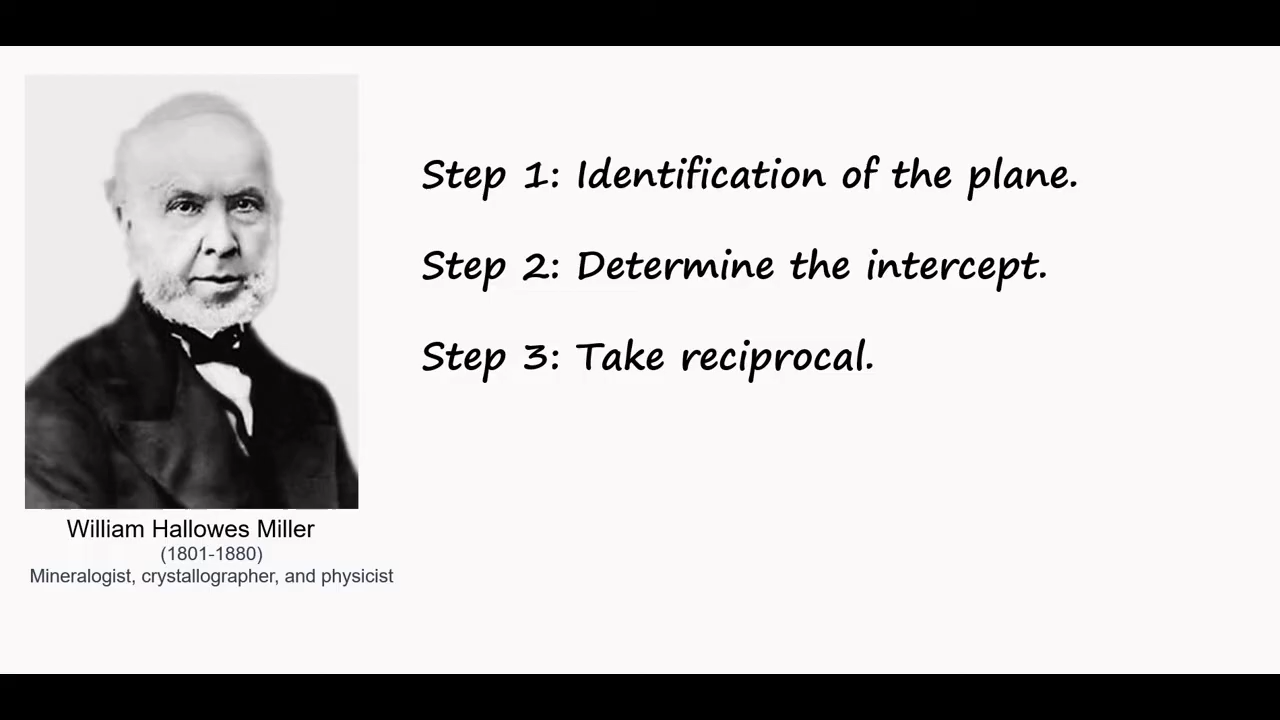 Step 1: Identification of the plane.
Step 2: Determine the intercept.
Step 3: Take reciprocal.
William Hallowes Miller
(1801-1880)
Mineralogist, crystallographer, and physicist